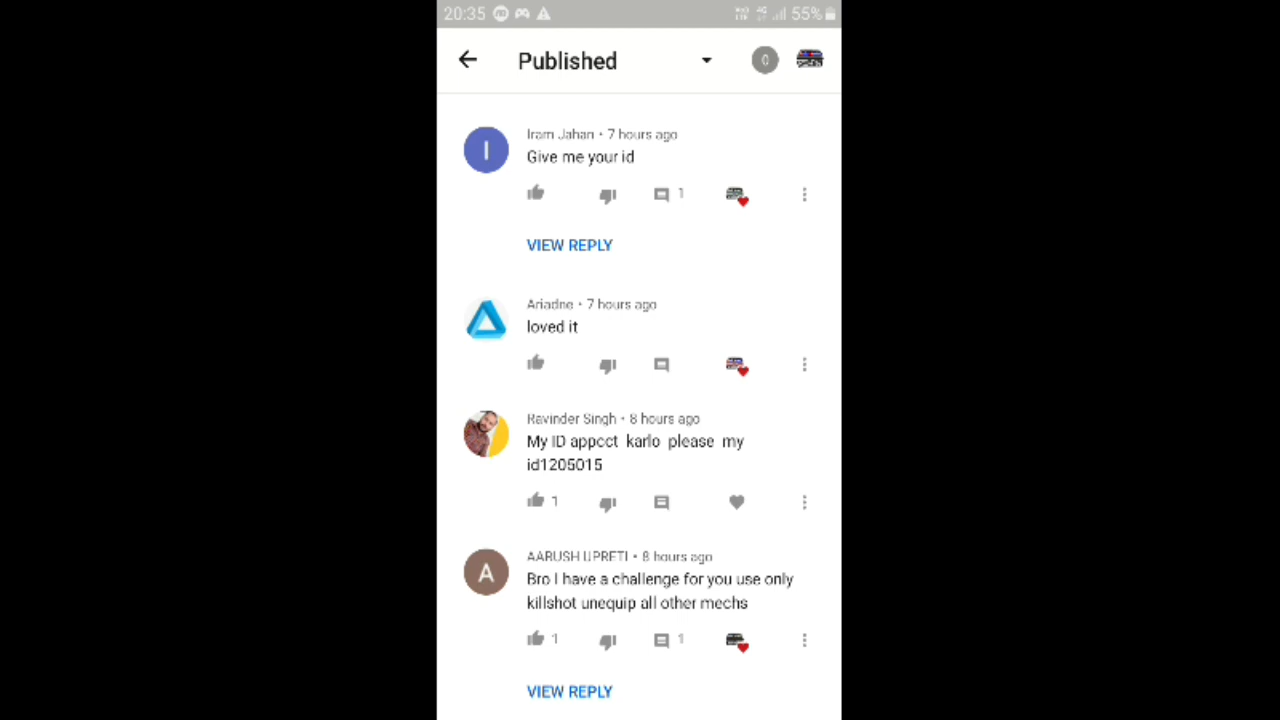 20:35 55%
Published 0
Iram Jahan • 7 hours ago
I
Give me your id
1
VIEW REPLY
Ariadne • 7 hours ago
loved it
Ravinder Singh • 8 hours ago
My ID appcct karlo please my
id1205015
1
AARUSH UPRETI • 8 hours ago
A
Bro I have a challenge for you use only
killshot unequip all other mechs
1 1
VIEW REPLY